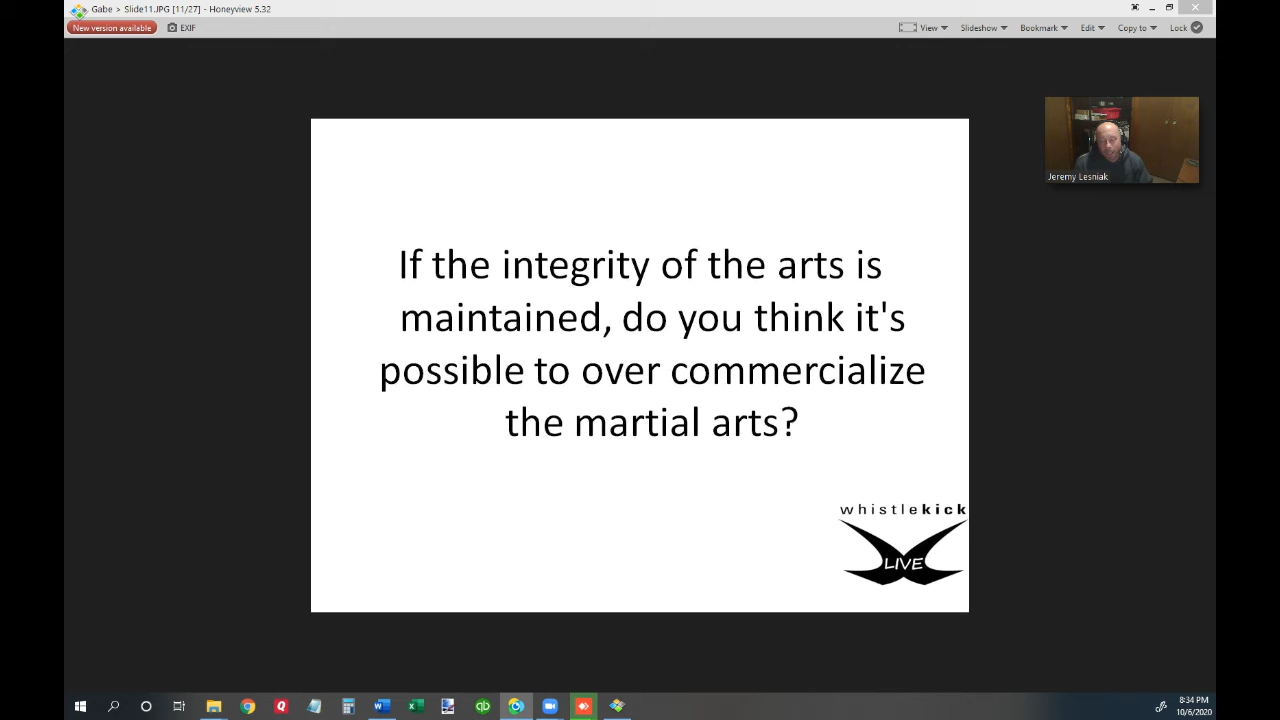 Gabe > Slide11.JPG [11/27] - Honeyview 5.32
New version available EXIF View Slideshow Bookmark Edit Copy to Lock
Jeremy Lesniak
If the integrity of the arts is
maintained, do you think it's
possible to over commercialize
the martial arts?
whistlekick
LIVE
8:34 PM
10/6/2020